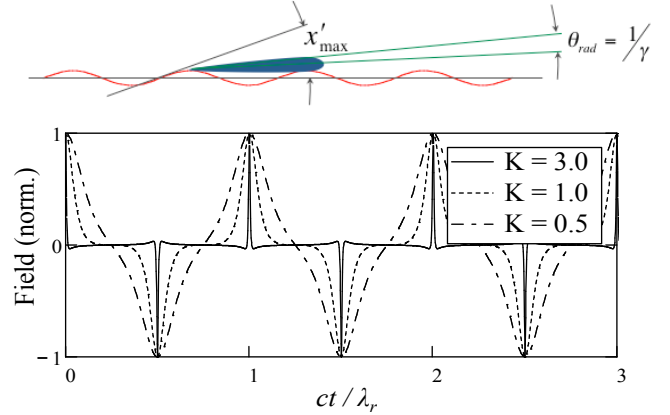 x′max
θrad = 1/γ
1
0
−1
Field (norm.)
K = 3.0
K = 1.0
K = 0.5
0 1 2 3
ct / λr